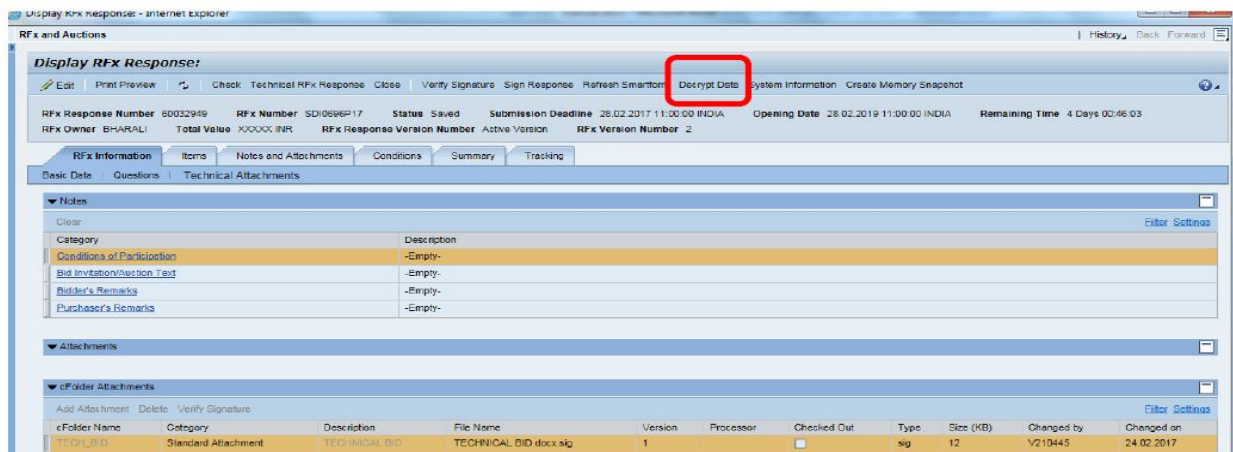 Display RFx Response: - Internet Explorer
RFx and Auctions | History Back Forward
Display RFx Response:
Edit | Print Preview | Check Technical RFx Response Close | Verify Signature Sign Response Refresh Smartform Decrypt Data System Information Create Memory Snapshot
RFx Response Number 60032949 RFx Number SDI0696P17 Status Saved Submission Deadline 28.02.2017 11:00:00 INDIA Opening Date 28.02.2019 11:00:00 INDIA Remaining Time 4 Days 00:46:03
RFx Owner BHARALI Total Value XXXXX INR RFx Response Version Number Active Version RFx Version Number 2
RFx Information Items Notes and Attachments Conditions Summary Tracking
Basic Data | Questions | Technical Attachments
Notes
Clear Filter Settings
Category Description
Conditions of Participation -Empty-
Bid Invitation/Auction Text -Empty-
Bidder's Remarks -Empty-
Purchaser's Remarks -Empty-
Attachments
cFolder Attachments
Add Attachment Delete Verify Signature Filter Settings
cFolder Name Category Description File Name Version Processor Checked Out Type Size (KB) Changed by Changed on
TECH_BID Standard Attachment TECHNICAL BID TECHNICAL BID.docx.sig 1 sig 12 V210445 24.02.2017